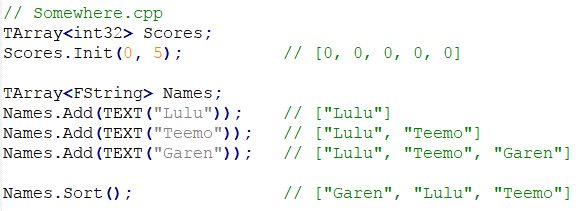 // Somewhere.cpp
TArray<int32> Scores;
Scores.Init(0, 5);          // [0, 0, 0, 0, 0]
TArray<FString> Names;
Names.Add(TEXT("Lulu"));    // ["Lulu"]
Names.Add(TEXT("Teemo"));   // ["Lulu", "Teemo"]
Names.Add(TEXT("Garen"));   // ["Lulu", "Teemo", "Garen"]
Names.Sort();               // ["Garen", "Lulu", "Teemo"]